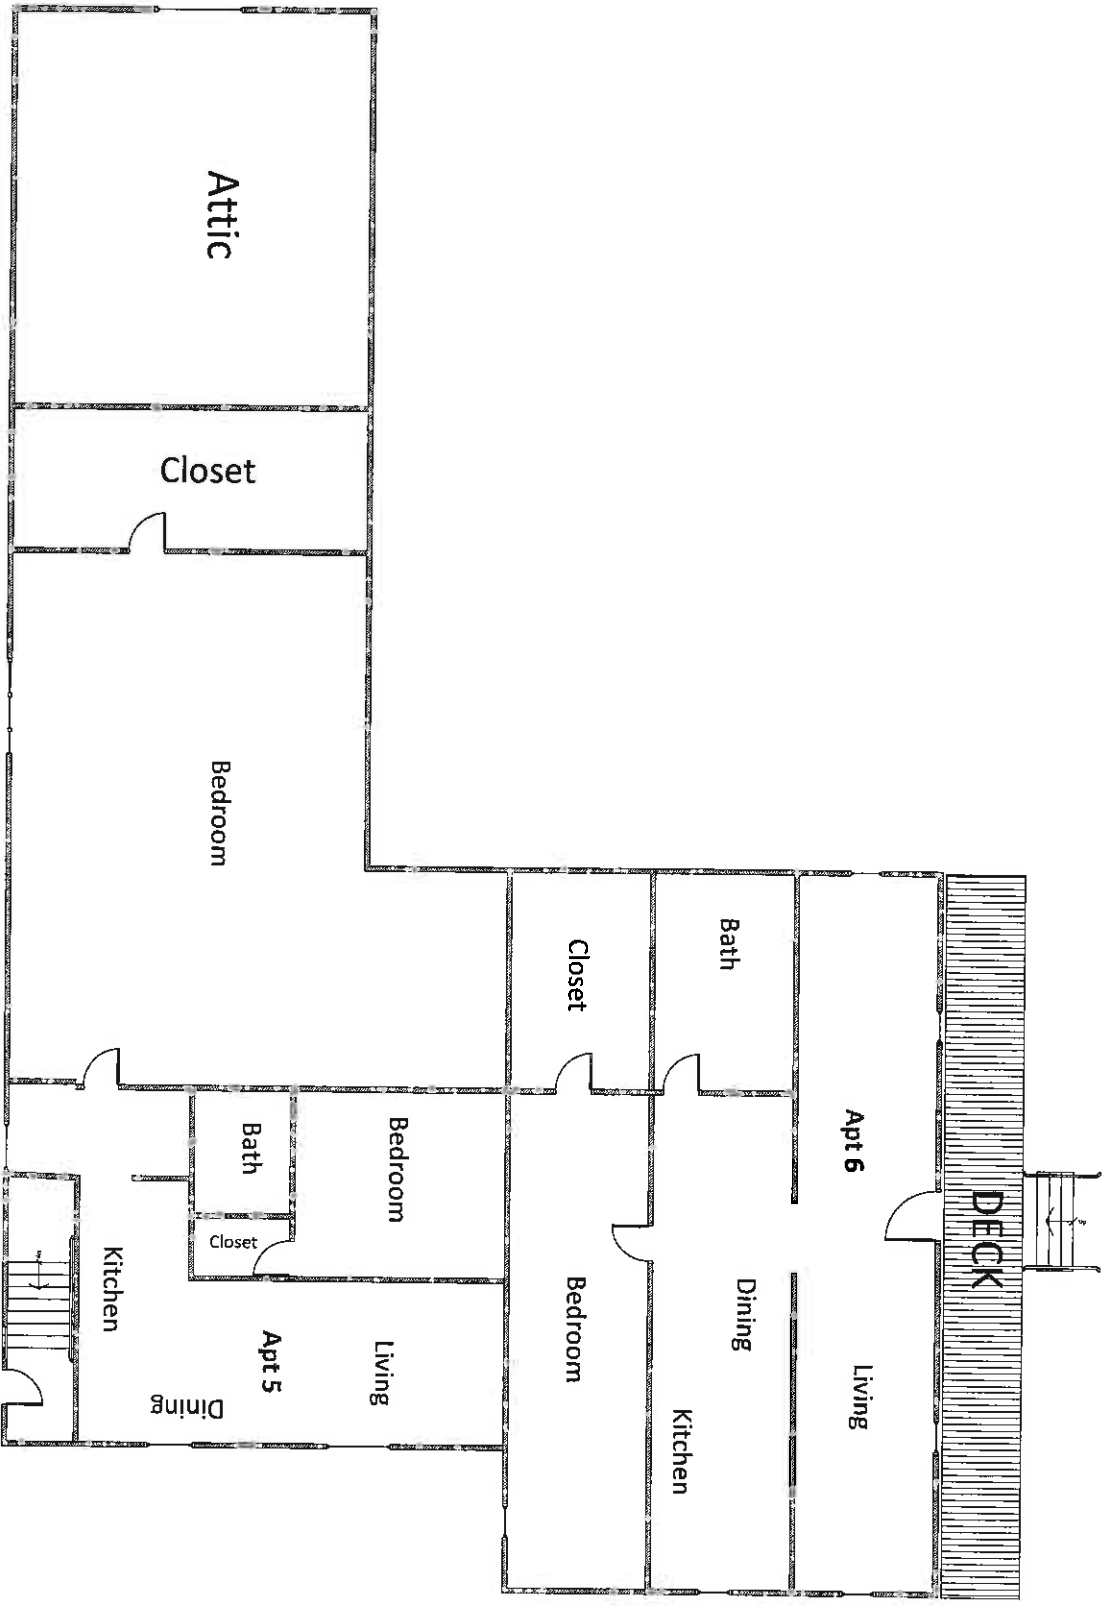 Attic
Closet
Bedroom
Closet
Bath
Apt 6
DECK
Bath
Bedroom
Closet
Kitchen
Apt 5
Living
Dining
Bedroom
Dining
Kitchen
Living